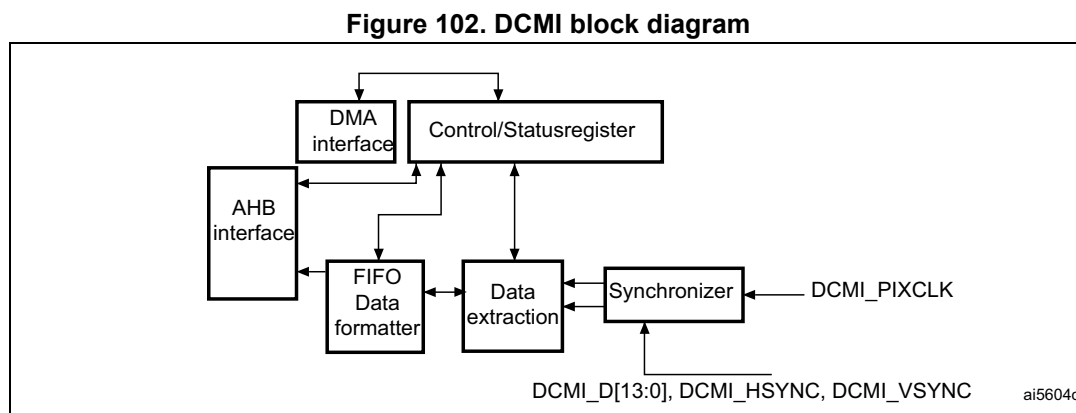 Figure 102. DCMI block diagram
DMA
interface
Control/Statusregister
AHB
interface
FIFO
Data
formatter
Data
extraction
Synchronizer
DCMI_PIXCLK
DCMI_D[13:0], DCMI_HSYNC, DCMI_VSYNC
ai5604c